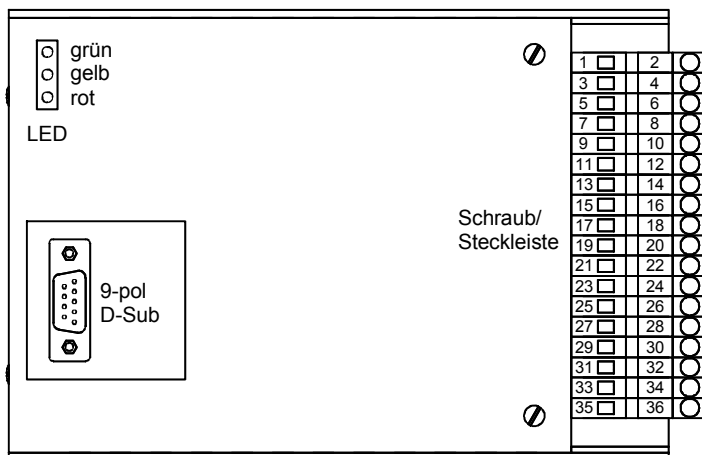 grün
gelb
rot
LED
Schraub/
Steckleiste
9-pol
D-Sub
1 2
3 4
5 6
7 8
9 10
11 12
13 14
15 16
17 18
19 20
21 22
23 24
25 26
27 28
29 30
31 32
33 34
35 36